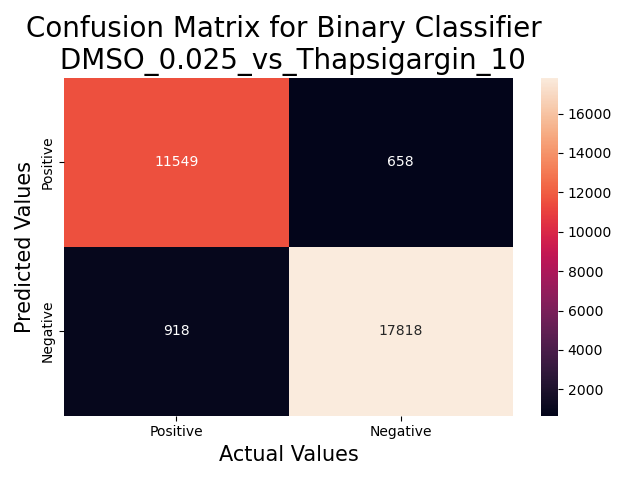 Confusion Matrix for Binary Classifier
DMSO_0.025_vs_Thapsigargin_10
Predicted Values
Positive
Negative
11549
658
918
17818
Positive
Negative
Actual Values
16000
14000
12000
10000
8000
6000
4000
2000